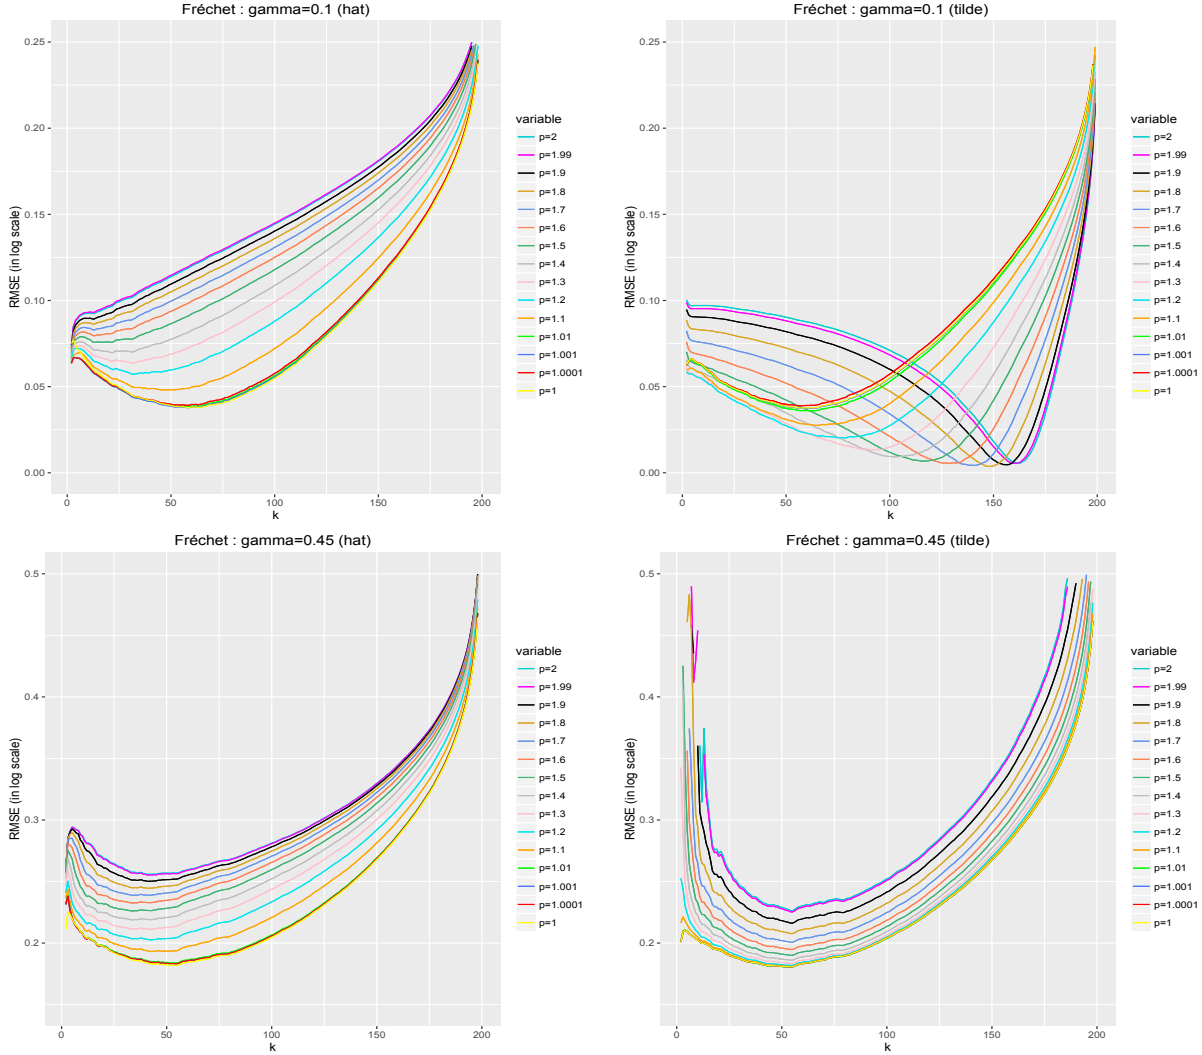 Fréchet : gamma=0.1 (hat)
RMSE (in log scale)
0.25
0.20
0.15
0.10
0.05
0.00
0
50
100
150
200
k
variable
p=2
p=1.99
p=1.9
p=1.8
p=1.7
p=1.6
p=1.5
p=1.4
p=1.3
p=1.2
p=1.1
p=1.01
p=1.001
p=1.0001
p=1
Fréchet : gamma=0.1 (tilde)
RMSE (in log scale)
0.25
0.20
0.15
0.10
0.05
0.00
0
50
100
150
200
k
variable
p=2
p=1.99
p=1.9
p=1.8
p=1.7
p=1.6
p=1.5
p=1.4
p=1.3
p=1.2
p=1.1
p=1.01
p=1.001
p=1.0001
p=1
Fréchet : gamma=0.45 (hat)
RMSE (in log scale)
0.5
0.4
0.3
0.2
0
50
100
150
200
k
variable
p=2
p=1.99
p=1.9
p=1.8
p=1.7
p=1.6
p=1.5
p=1.4
p=1.3
p=1.2
p=1.1
p=1.01
p=1.001
p=1.0001
p=1
Fréchet : gamma=0.45 (tilde)
RMSE (in log scale)
0.5
0.4
0.3
0.2
0
50
100
150
200
k
variable
p=2
p=1.99
p=1.9
p=1.8
p=1.7
p=1.6
p=1.5
p=1.4
p=1.3
p=1.2
p=1.1
p=1.01
p=1.001
p=1.0001
p=1